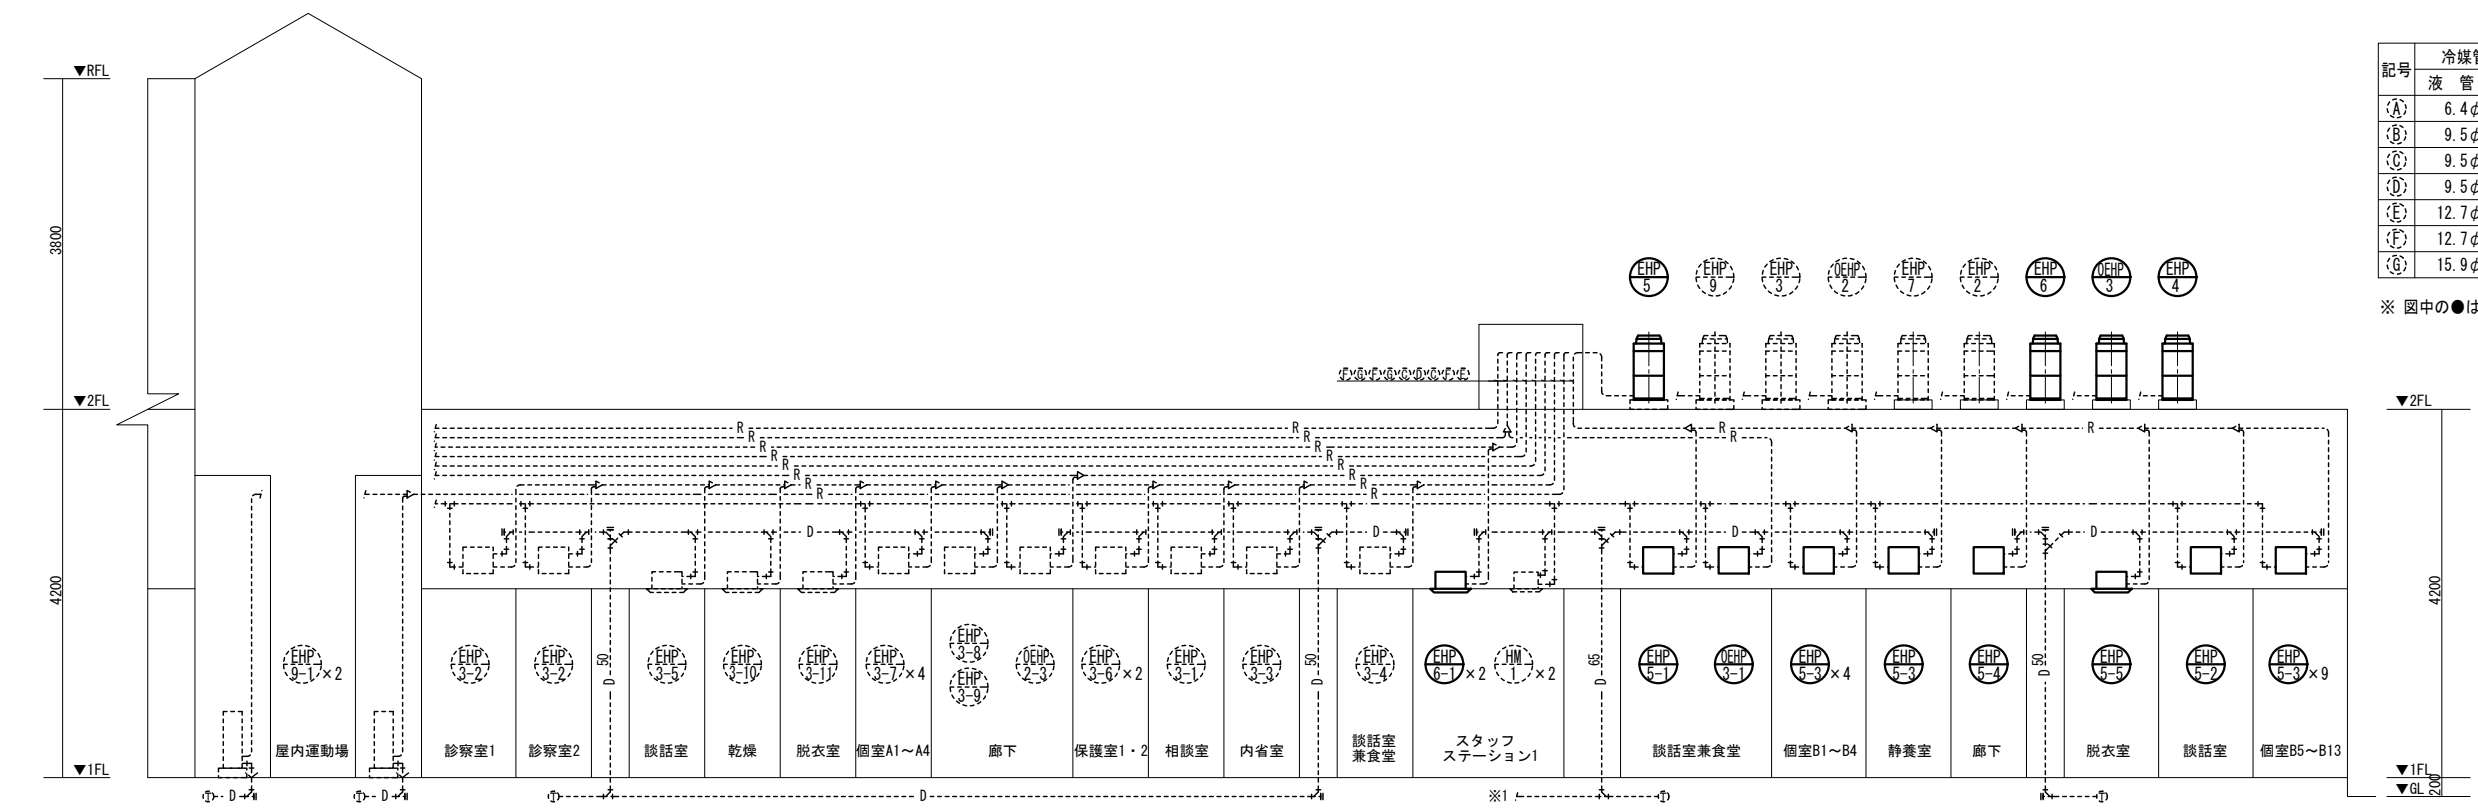 ▼RFL
3800
▼2FL
4200
▼1FL
記号
冷媒管
液 管
Ⓐ 6.4φ
Ⓑ 9.5φ
Ⓒ 9.5φ
Ⓓ 9.5φ
Ⓔ 12.7φ
Ⓕ 12.7φ
Ⓖ 15.9φ
※ 図中の●は
EHP 5
EHP 9
EHP 3
OEHP 2
EHP 7
EHP 2
EHP 6
OEHP 3
EHP 4
ⒻⒼⒻⒼⒸⒹⒸⒻⒺ
▼2FL
4200
▼1FL
▼GL
200
R R
R R
R R
R R
R R
R R
R R
R R
R
D
D
D
D
EHP 9-1 ×2
EHP 3-2
EHP 3-2
D 50
EHP 3-5
EHP 3-10
EHP 3-11
EHP 3-7 ×4
EHP 3-8
EHP 3-9
OEHP 2-3
EHP 3-6 ×2
EHP 3-1
EHP 3-3
D 50
EHP 3-4
EHP 6-1 ×2
HM 1 ×2
D 65
EHP 5-1
OEHP 3-1
EHP 5-3 ×4
EHP 5-3
EHP 5-4
D 50
EHP 5-5
EHP 5-2
EHP 5-3 ×9
屋内運動場
診察室1
診察室2
談話室
乾燥
脱衣室
個室A1～A4
廊下
保護室1・2
相談室
内省室
談話室
兼食堂
スタッフ
ステーション1
談話室兼食堂
個室B1～B4
静養室
廊下
脱衣室
談話室
個室B5～B13
Ⓣ D
Ⓣ D
Ⓣ D
※1 Ⓣ
Ⓣ